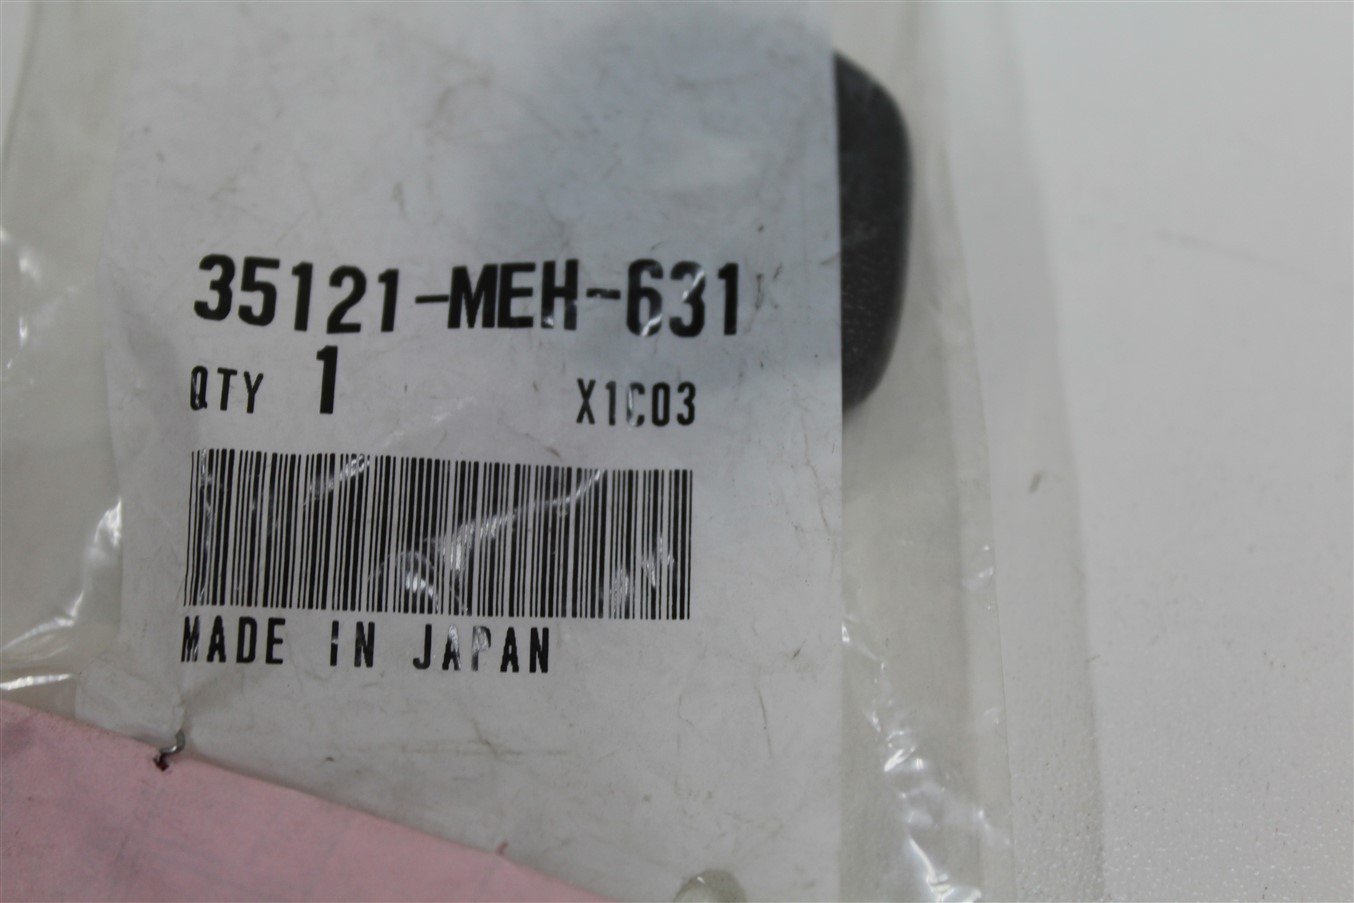 35121-MEH-631
QTY 1 X1C03
MADE IN JAPAN